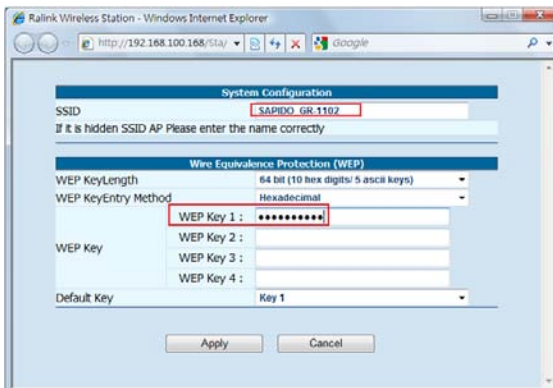 Ralink Wireless Station - Windows Internet Explorer
http://192.168.100.168/Sta/
Google
System Configuration
SSID SAPIDO_GR-1102
If it is hidden SSID AP Please enter the name correctly
Wire Equivalence Protection (WEP)
WEP KeyLength 64 bit (10 hex digits/ 5 ascii keys)
WEP KeyEntry Method Hexadecimal
WEP Key
WEP Key 1 : ●●●●●●●●●●
WEP Key 2 :
WEP Key 3 :
WEP Key 4 :
Default Key Key 1
Apply Cancel